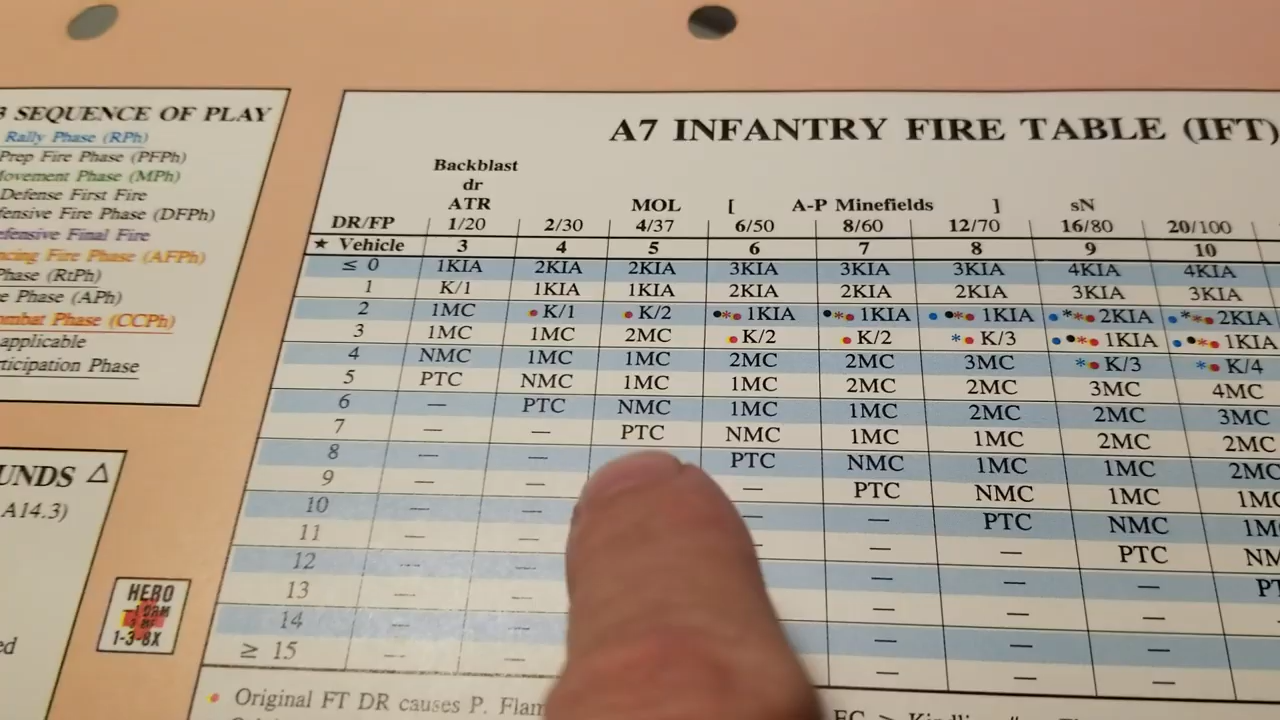 3 SEQUENCE OF PLAY
Rally Phase (RPh)
Prep Fire Phase (PFPh)
Movement Phase (MPh)
Defense First Fire
fensive Fire Phase (DFPh)
efensive Final Fire
ncing Fire Phase (AFPh)
Phase (RtPh)
e Phase (APh)
ombat Phase (CCPh)
applicable
rticipation Phase
UNDS △
A14.3)
HERO
-1 DRM
1-3-8X
ed
A7 INFANTRY FIRE TABLE (IFT)
Backblast
dr
ATR MOL [ A-P Minefields ] sN
DR/FP 1/20 2/30 4/37 6/50 8/60 12/70 16/80 20/100
★ Vehicle 3 4 5 6 7 8 9 10
≤ 0 1KIA 2KIA 2KIA 3KIA 3KIA 3KIA 4KIA 4KIA
1 K/1 1KIA 1KIA 2KIA 2KIA 2KIA 3KIA 3KIA
2 1MC ● K/1 ● K/2 ●*● 1KIA ●*● 1KIA ● ●*● 1KIA ●*●*● 2KIA ●*●*● 2KIA
3 1MC 1MC 2MC ● K/2 ● K/2 *● K/3 ● ●*● 1KIA ● ●*● 1KIA
4 NMC 1MC 1MC 2MC 2MC 3MC *● K/3 *● K/4
5 PTC NMC 1MC 1MC 2MC 2MC 3MC 4MC
6 — PTC NMC 1MC 1MC 2MC 2MC 3MC
7 — — PTC NMC 1MC 1MC 2MC 2MC
8 — — PTC NMC 1MC 1MC 2MC
9 — — — PTC NMC 1MC 1MC
10 — — — — PTC NMC 1M
11 — — — — — PTC NM
12 — — — — — PT
13 — — — — —
14 — — — — —
≥ 15 — — — — —
● Original FT DR causes P. Flam